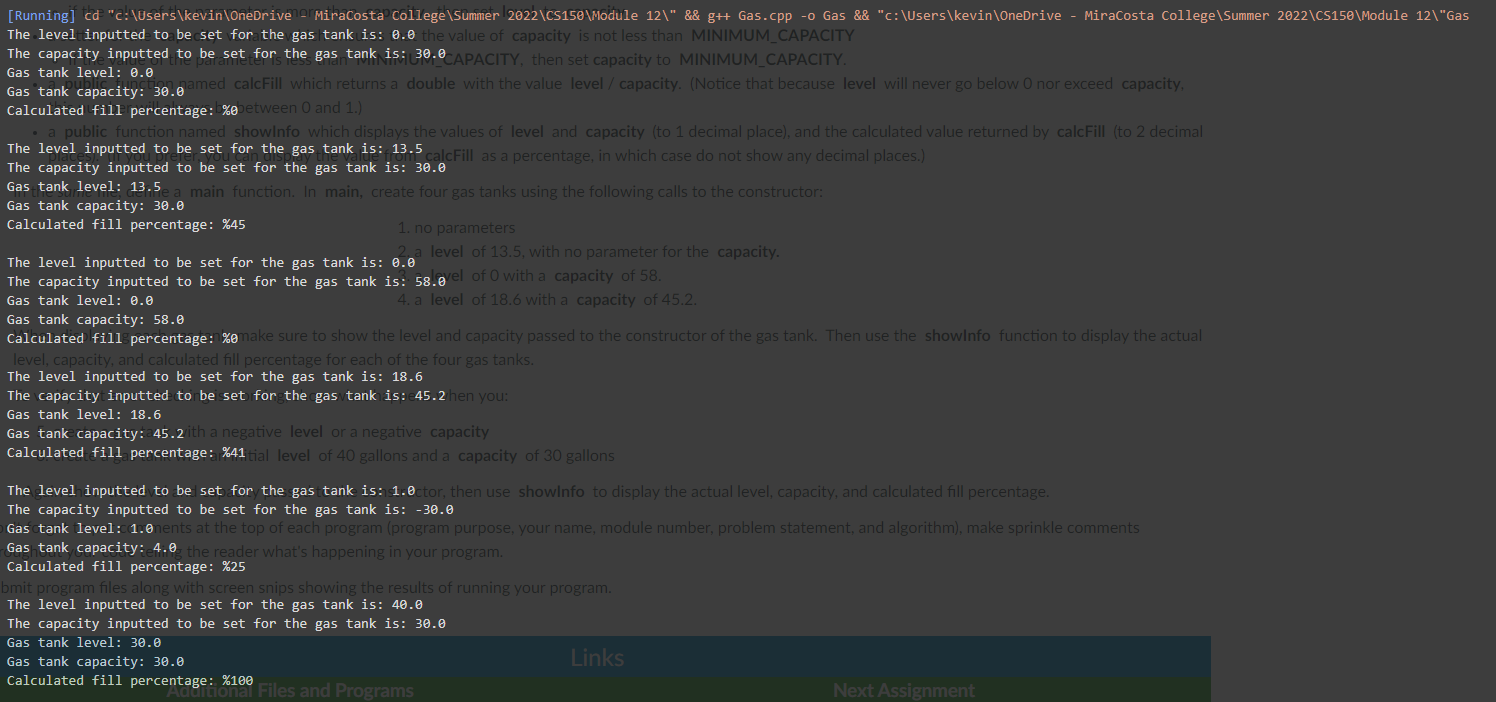 [Running] cd "c:\Users\kevin\OneDrive - MiraCosta College\Summer 2022\CS150\Module 12\" && g++ Gas.cpp -o Gas && "c:\Users\kevin\OneDrive - MiraCosta College\Summer 2022\CS150\Module 12\"Gas
The level inputted to be set for the gas tank is: 0.0
the value of capacity is not less than MINIMUM_CAPACITY
The capacity inputted to be set for the gas tank is: 30.0
if the value of the parameter is less than MINIMUM_CAPACITY, then set capacity to MINIMUM_CAPACITY.
Gas tank level: 0.0
a public function named calcFill which returns a double with the value level / capacity. (Notice that because level will never go below 0 nor exceed capacity,
Gas tank capacity: 30.0
between 0 and 1.)
Calculated fill percentage: %0
• a public function named showInfo which displays the values of level and capacity (to 1 decimal place), and the calculated value returned by calcFill (to 2 decimal
The level inputted to be set for the gas tank is: 13.5
places). (If you prefer, you can display the value from calcFill as a percentage, in which case do not show any decimal places.)
The capacity inputted to be set for the gas tank is: 30.0
Gas tank level: 13.5
define a main function. In main, create four gas tanks using the following calls to the constructor:
Gas tank capacity: 30.0
Calculated fill percentage: %45
1. no parameters
2. a level of 13.5, with no parameter for the capacity.
The level inputted to be set for the gas tank is: 0.0
3. a level of 0 with a capacity of 58.
The capacity inputted to be set for the gas tank is: 58.0
Gas tank level: 0.0
4. a level of 18.6 with a capacity of 45.2.
Gas tank capacity: 58.0
Calculated fill percentage: %0
make sure to show the level and capacity passed to the constructor of the gas tank. Then use the showInfo function to display the actual
level, capacity, and calculated fill percentage for each of the four gas tanks.
The level inputted to be set for the gas tank is: 18.6
The capacity inputted to be set for the gas tank is: 45.2
when you:
Gas tank level: 18.6
Gas tank capacity: 45.2
with a negative level or a negative capacity
Calculated fill percentage: %41
initial level of 40 gallons and a capacity of 30 gallons
The level inputted to be set for the gas tank is: 1.0
constructor, then use showInfo to display the actual level, capacity, and calculated fill percentage.
The capacity inputted to be set for the gas tank is: -30.0
Gas tank level: 1.0
comments at the top of each program (program purpose, your name, module number, problem statement, and algorithm), make sprinkle comments
Gas tank capacity: 4.0
telling the reader what's happening in your program.
Calculated fill percentage: %25
bmit program files along with screen snips showing the results of running your program.
The level inputted to be set for the gas tank is: 40.0
The capacity inputted to be set for the gas tank is: 30.0
Gas tank level: 30.0
Links
Gas tank capacity: 30.0
Calculated fill percentage: %100
Additional Files and Programs
Next Assignment